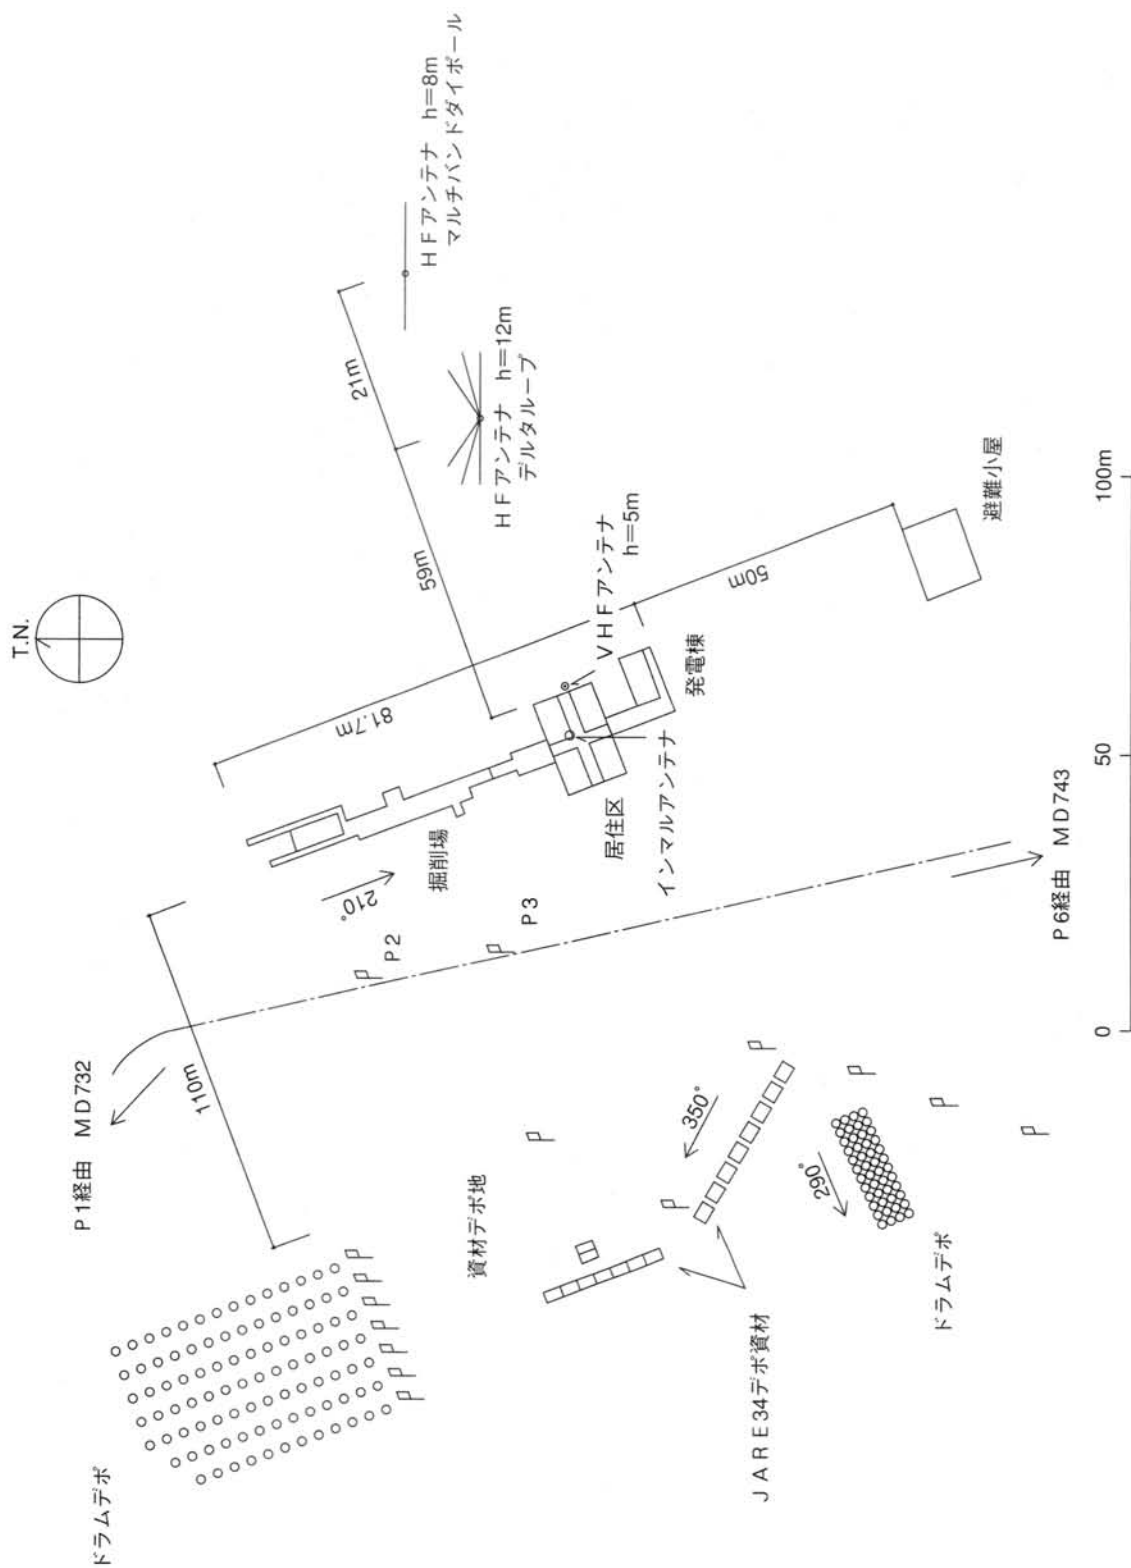 T.N.
HFアンテナ h=8m
マルチバンドダイポール
21m
HFアンテナ h=12m
デルタループ
59m
VHFアンテナ
h=5m
81.7m
50m
避難小屋
発電棟
居住区
インマルアンテナ
掘削場
210°
P2
P3
P1経由 MD732
110m
P6経由 MD743
資材デポ地
350°
290°
JARE34デポ資材
ドラムデポ
ドラムデポ
0
50
100m
P
P
P
P
P
P
P
P
P
P
P
P
P